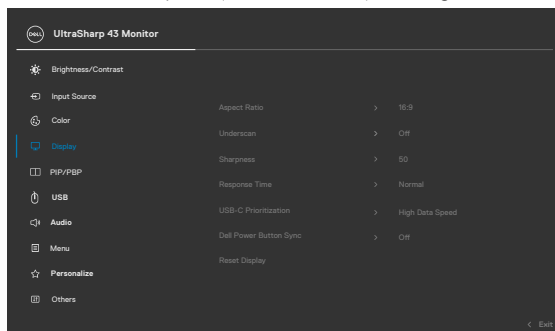 DELL UltraSharp 43 Monitor
Brightness/Contrast
Input Source
Color
Display
PIP/PBP
USB
Audio
Menu
Personalize
Others
Aspect Ratio > 16:9
Underscan > Off
Sharpness > 50
Response Time > Normal
USB-C Prioritization > High Data Speed
Dell Power Button Sync > Off
Reset Display
< Exit